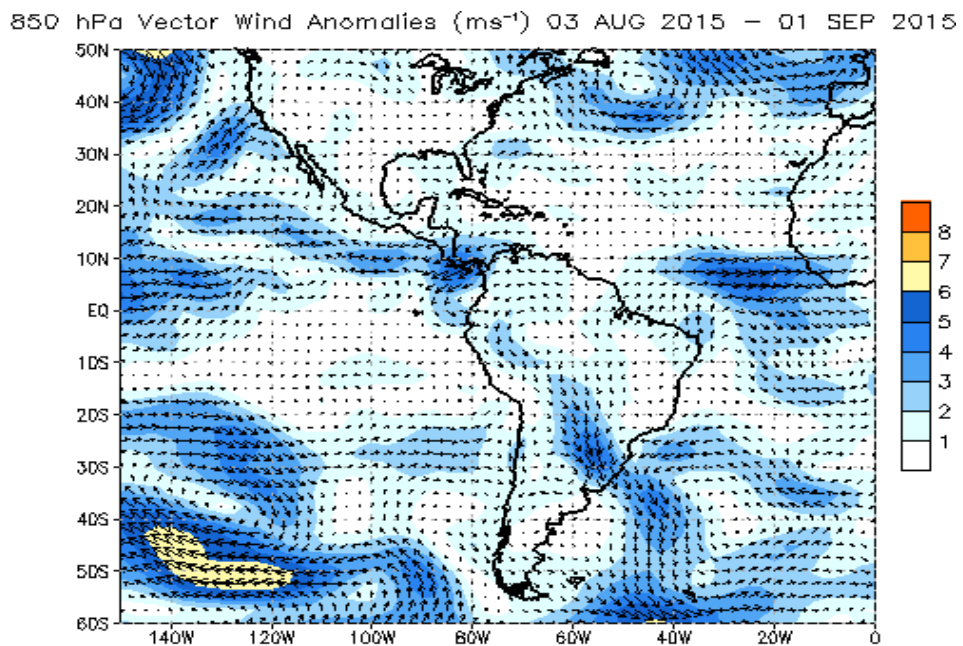 850 hPa Vector Wind Anomalies (ms⁻¹) 03 AUG 2015 – 01 SEP 2015
50N
40N
30N
20N
10N
EQ
10S
20S
30S
40S
50S
60S
140W 120W 100W 80W 60W 40W 20W 0
8
7
6
5
4
3
2
1